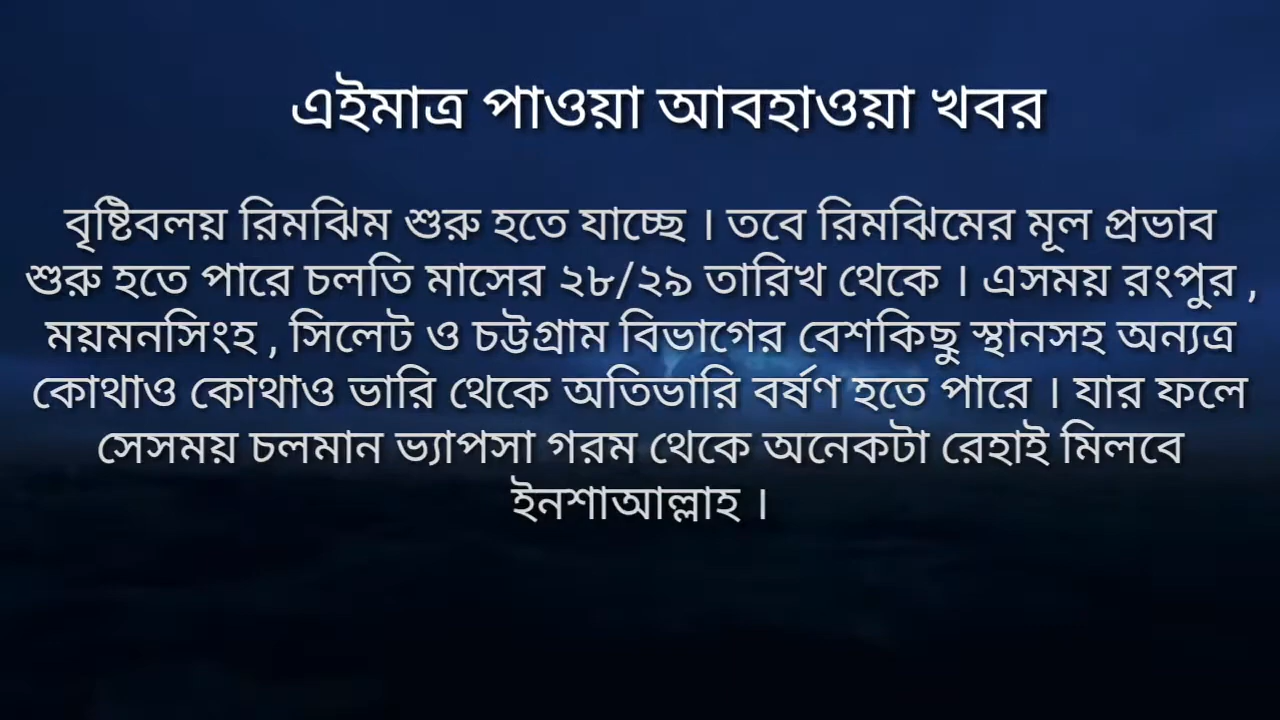 এইমাত্র পাওয়া আবহাওয়া খবর
বৃষ্টিবলয় রিমঝিম শুরু হতে যাচ্ছে । তবে রিমঝিমের মূল প্রভাব
শুরু হতে পারে চলতি মাসের ২৮/২৯ তারিখ থেকে । এসময় রংপুর ,
ময়মনসিংহ , সিলেট ও চট্টগ্রাম বিভাগের বেশকিছু স্থানসহ অন্যত্র
কোথাও কোথাও ভারি থেকে অতিভারি বর্ষণ হতে পারে । যার ফলে
সেসময় চলমান ভ্যাপসা গরম থেকে অনেকটা রেহাই মিলবে
ইনশাআল্লাহ ।